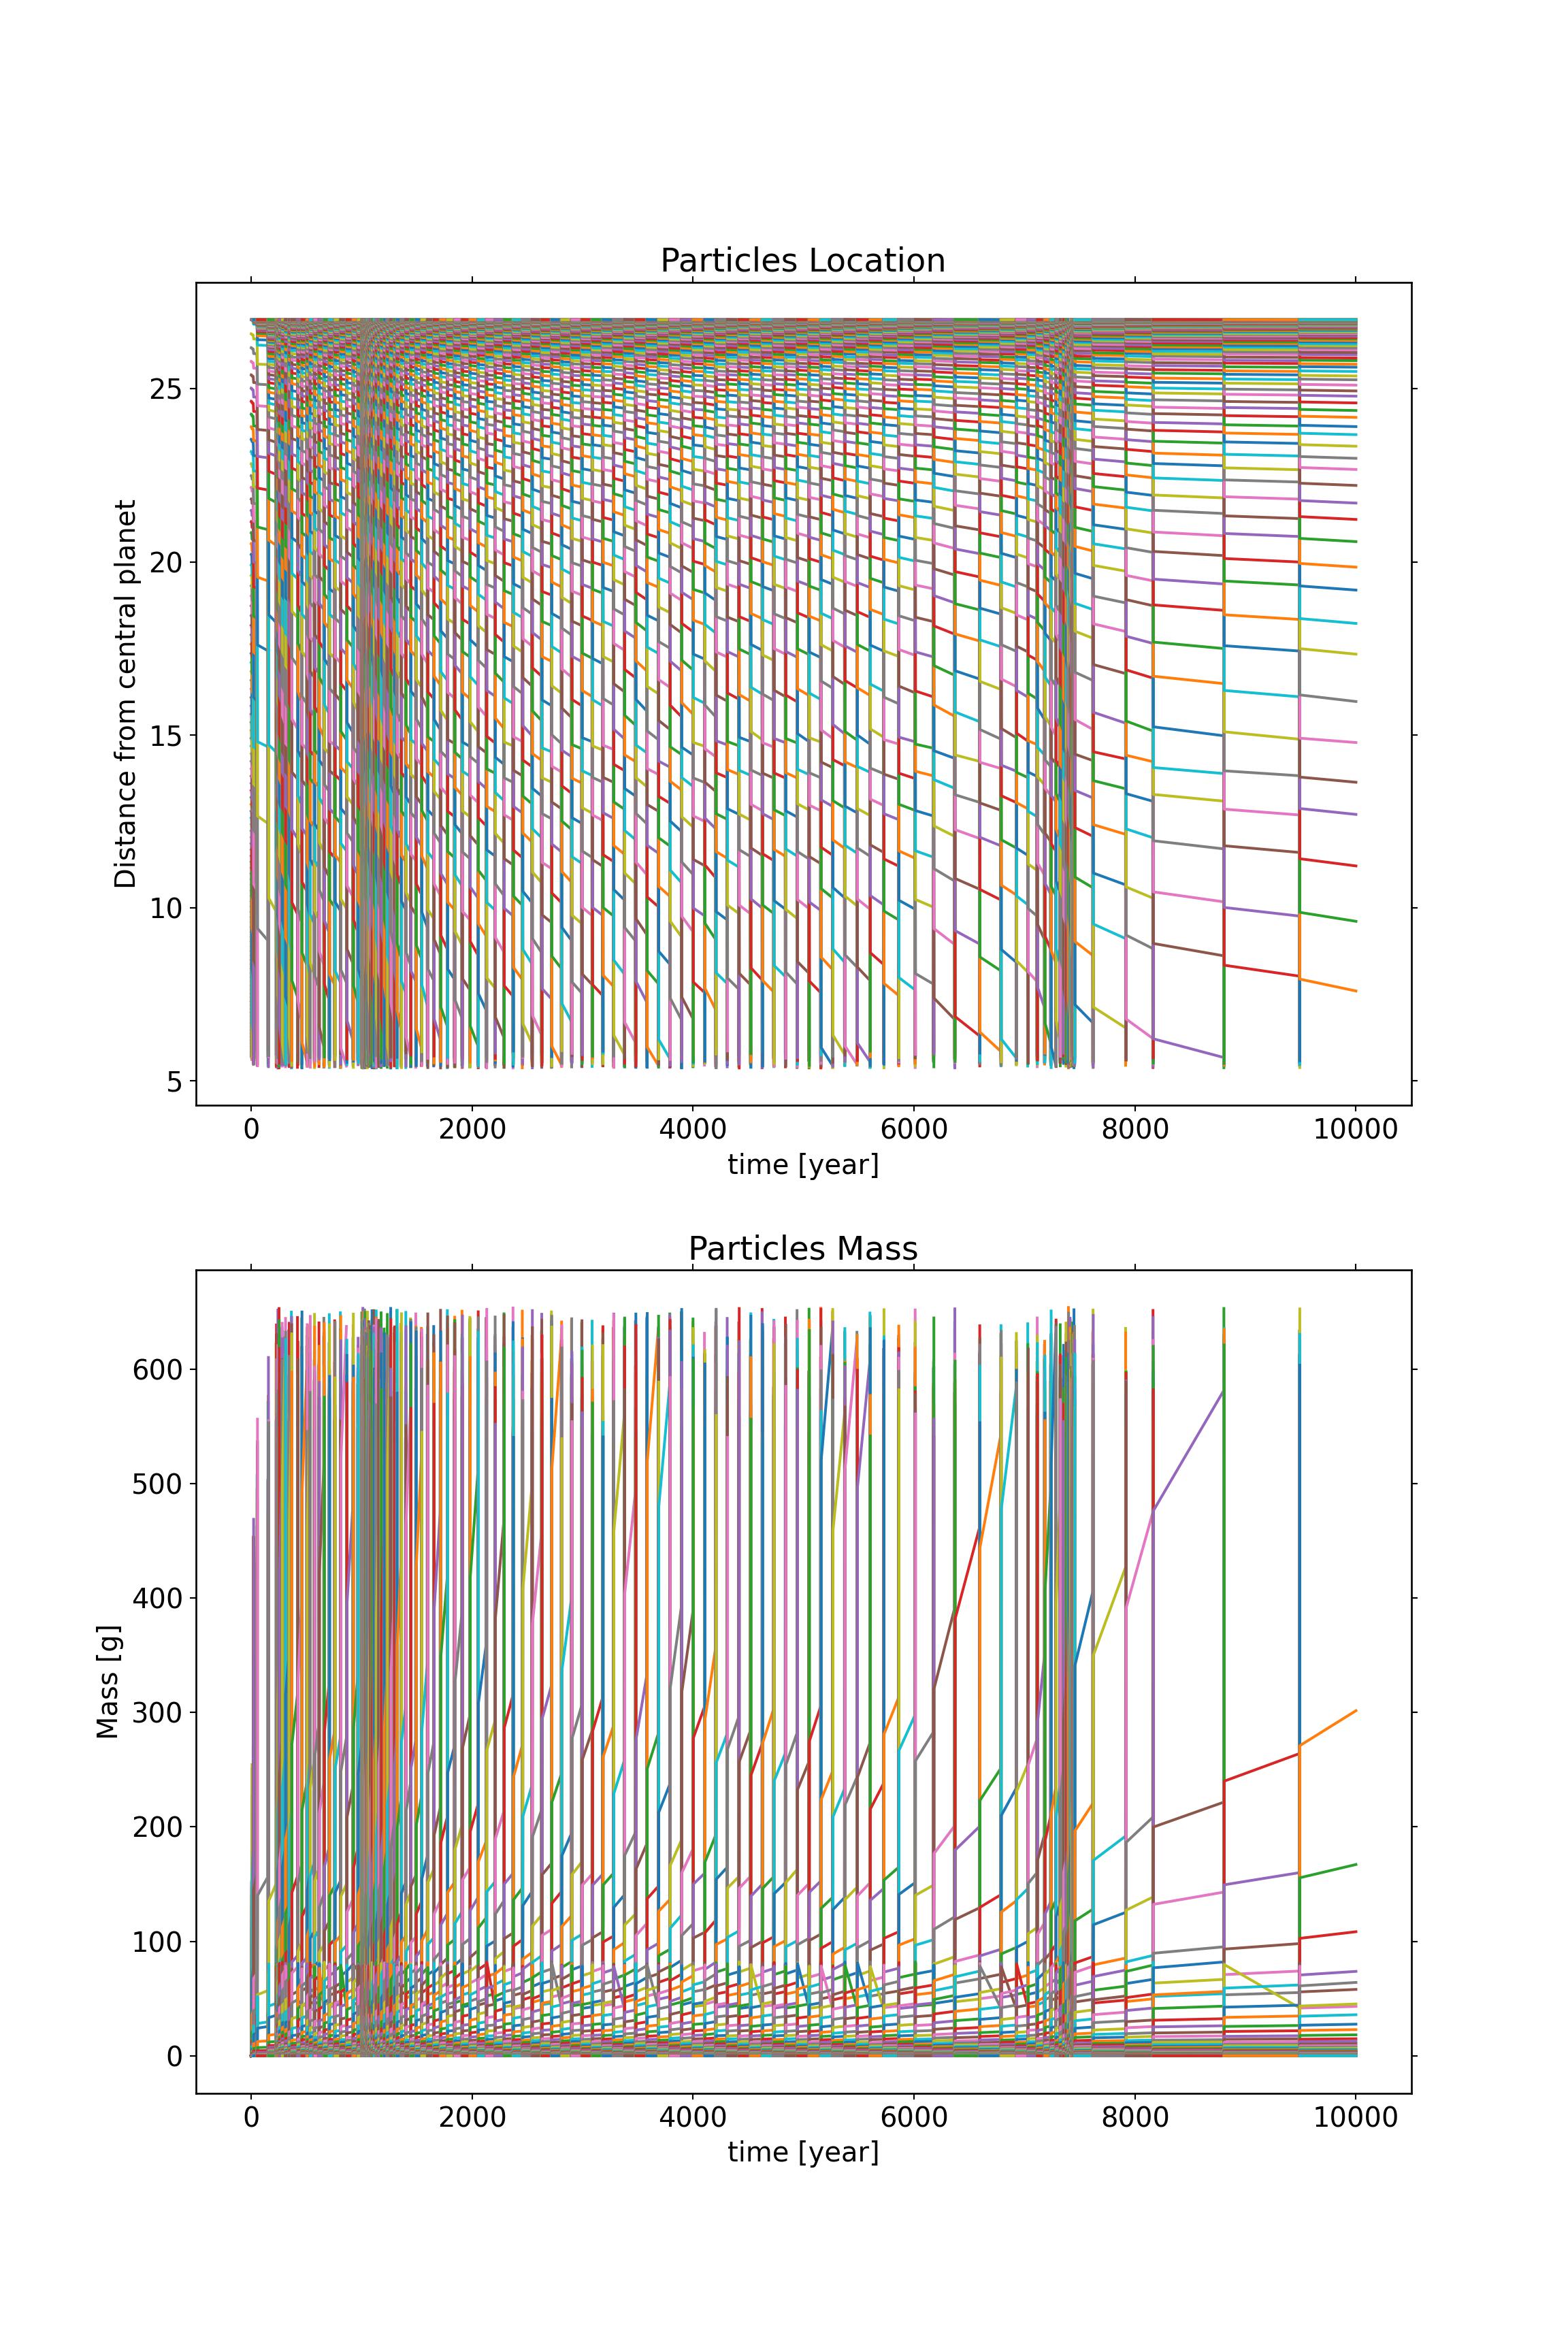 Particles Location
25
20
15
10
5
Distance from central planet
0 2000 4000 6000 8000 10000
time [year]
Particles Mass
600
500
400
300
200
100
0
Mass [g]
0 2000 4000 6000 8000 10000
time [year]